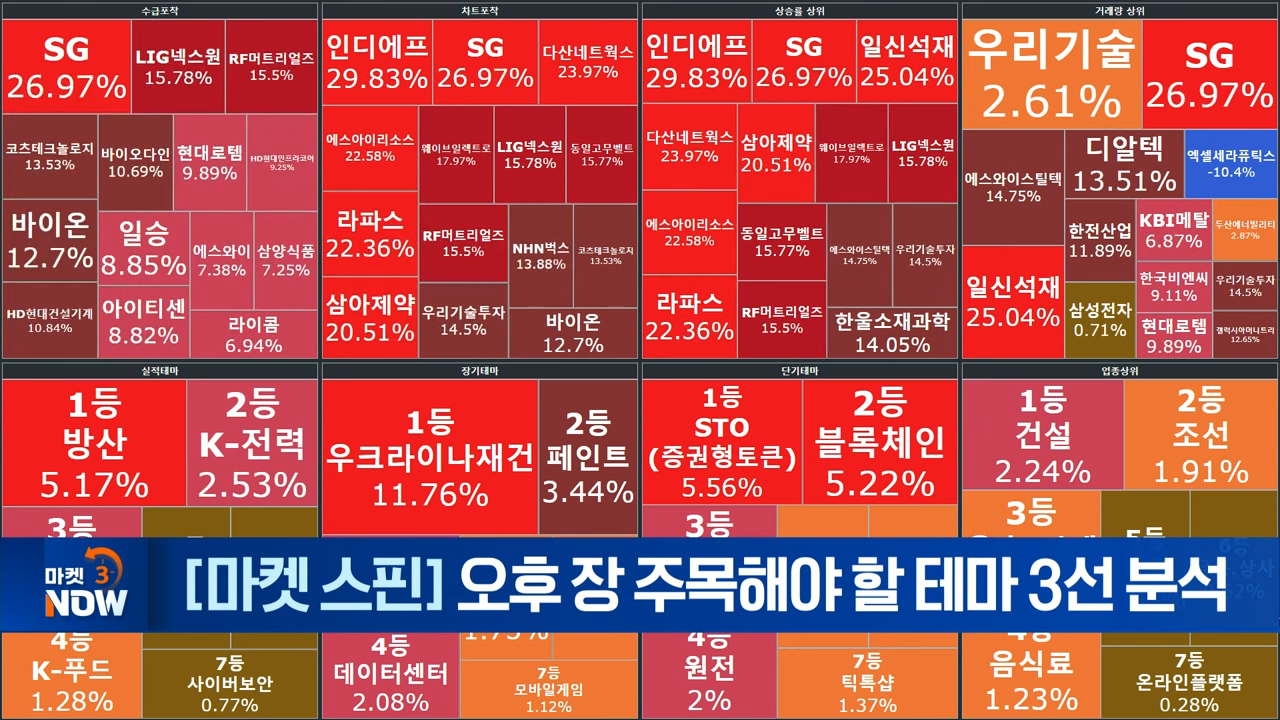 수급포착
SG
26.97%
LIG넥스원
15.78%
RF머트리얼즈
15.5%
코츠테크놀로지
13.53%
바이오다인
10.69%
현대로템
9.89%
HD현대인프라코어
9.25%
바이온
12.7%
일승
8.85%
에스와이
7.38%
삼양식품
7.25%
HD현대건설기계
10.84%
아이티센
8.82%
라이콤
6.94%
차트포착
인디에프
29.83%
SG
26.97%
다산네트웍스
23.97%
에스아이리소스
22.58%
웨이브일렉트로
17.97%
LIG넥스원
15.78%
동일고무벨트
15.77%
라파스
22.36%
RF머트리얼즈
15.5%
NHN벅스
13.88%
코츠테크놀로지
13.53%
삼아제약
20.51%
우리기술투자
14.5%
바이온
12.7%
상승률 상위
인디에프
29.83%
SG
26.97%
일신석재
25.04%
다산네트웍스
23.97%
삼아제약
20.51%
웨이브일렉트로
17.97%
LIG넥스원
15.78%
에스아이리소스
22.58%
동일고무벨트
15.77%
에스와이스틸텍
14.75%
우리기술투자
14.5%
라파스
22.36%
RF머트리얼즈
15.5%
한울소재과학
14.05%
거래량 상위
우리기술
2.61%
SG
26.97%
에스와이스틸텍
14.75%
디알텍
13.51%
엑셀세라퓨틱스
-10.4%
한전산업
11.89%
KBI메탈
6.87%
두산에너빌리티
2.87%
일신석재
25.04%
삼성전자
0.71%
한국비엔씨
9.11%
우리기술투자
14.5%
현대로템
9.89%
갤럭시아머니트리
12.65%
실적테마
1등
방산
5.17%
2등
K-전력
2.53%
3등
4등
K-푸드
1.28%
7등
사이버보안
0.77%
장기테마
1등
우크라이나재건
11.76%
2등
페인트
3.44%
4등
데이터센터
2.08%
1.75%
7등
모바일게임
1.12%
단기테마
1등
STO
(증권형토큰)
5.56%
2등
블록체인
5.22%
3등
4등
원전
2%
7등
틱톡샵
1.37%
업종상위
1등
건설
2.24%
2등
조선
1.91%
3등
5등
4등
음식료
1.23%
7등
온라인플랫폼
0.28%
마켓 3
NOW
[마켓 스핀] 오후 장 주목해야 할 테마 3선 분석